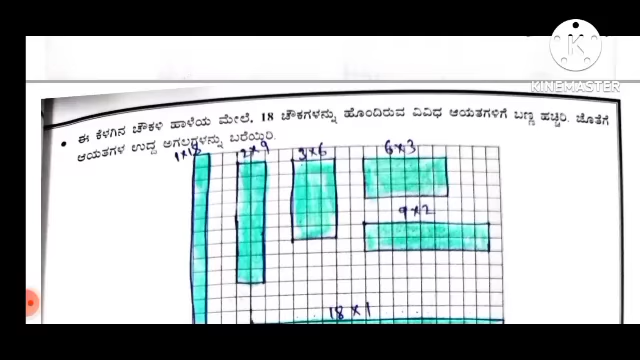 K
KINEMASTER
• ಈ ಕೆಳಗಿನ ಚೌಕಳಿ ಹಾಳೆಯ ಮೇಲೆ, 18 ಚೌಕಗಳನ್ನು ಹೊಂದಿರುವ ವಿವಿಧ ಆಯತಗಳಿಗೆ ಬಣ್ಣ ಹಚ್ಚಿರಿ. ಜೊತೆಗೆ
ಆಯತಗಳ ಉದ್ದ ಅಗಲಗಳನ್ನು ಬರೆಯಿರಿ.
1×18 2×9 3×6 6×3
9×2
18×1